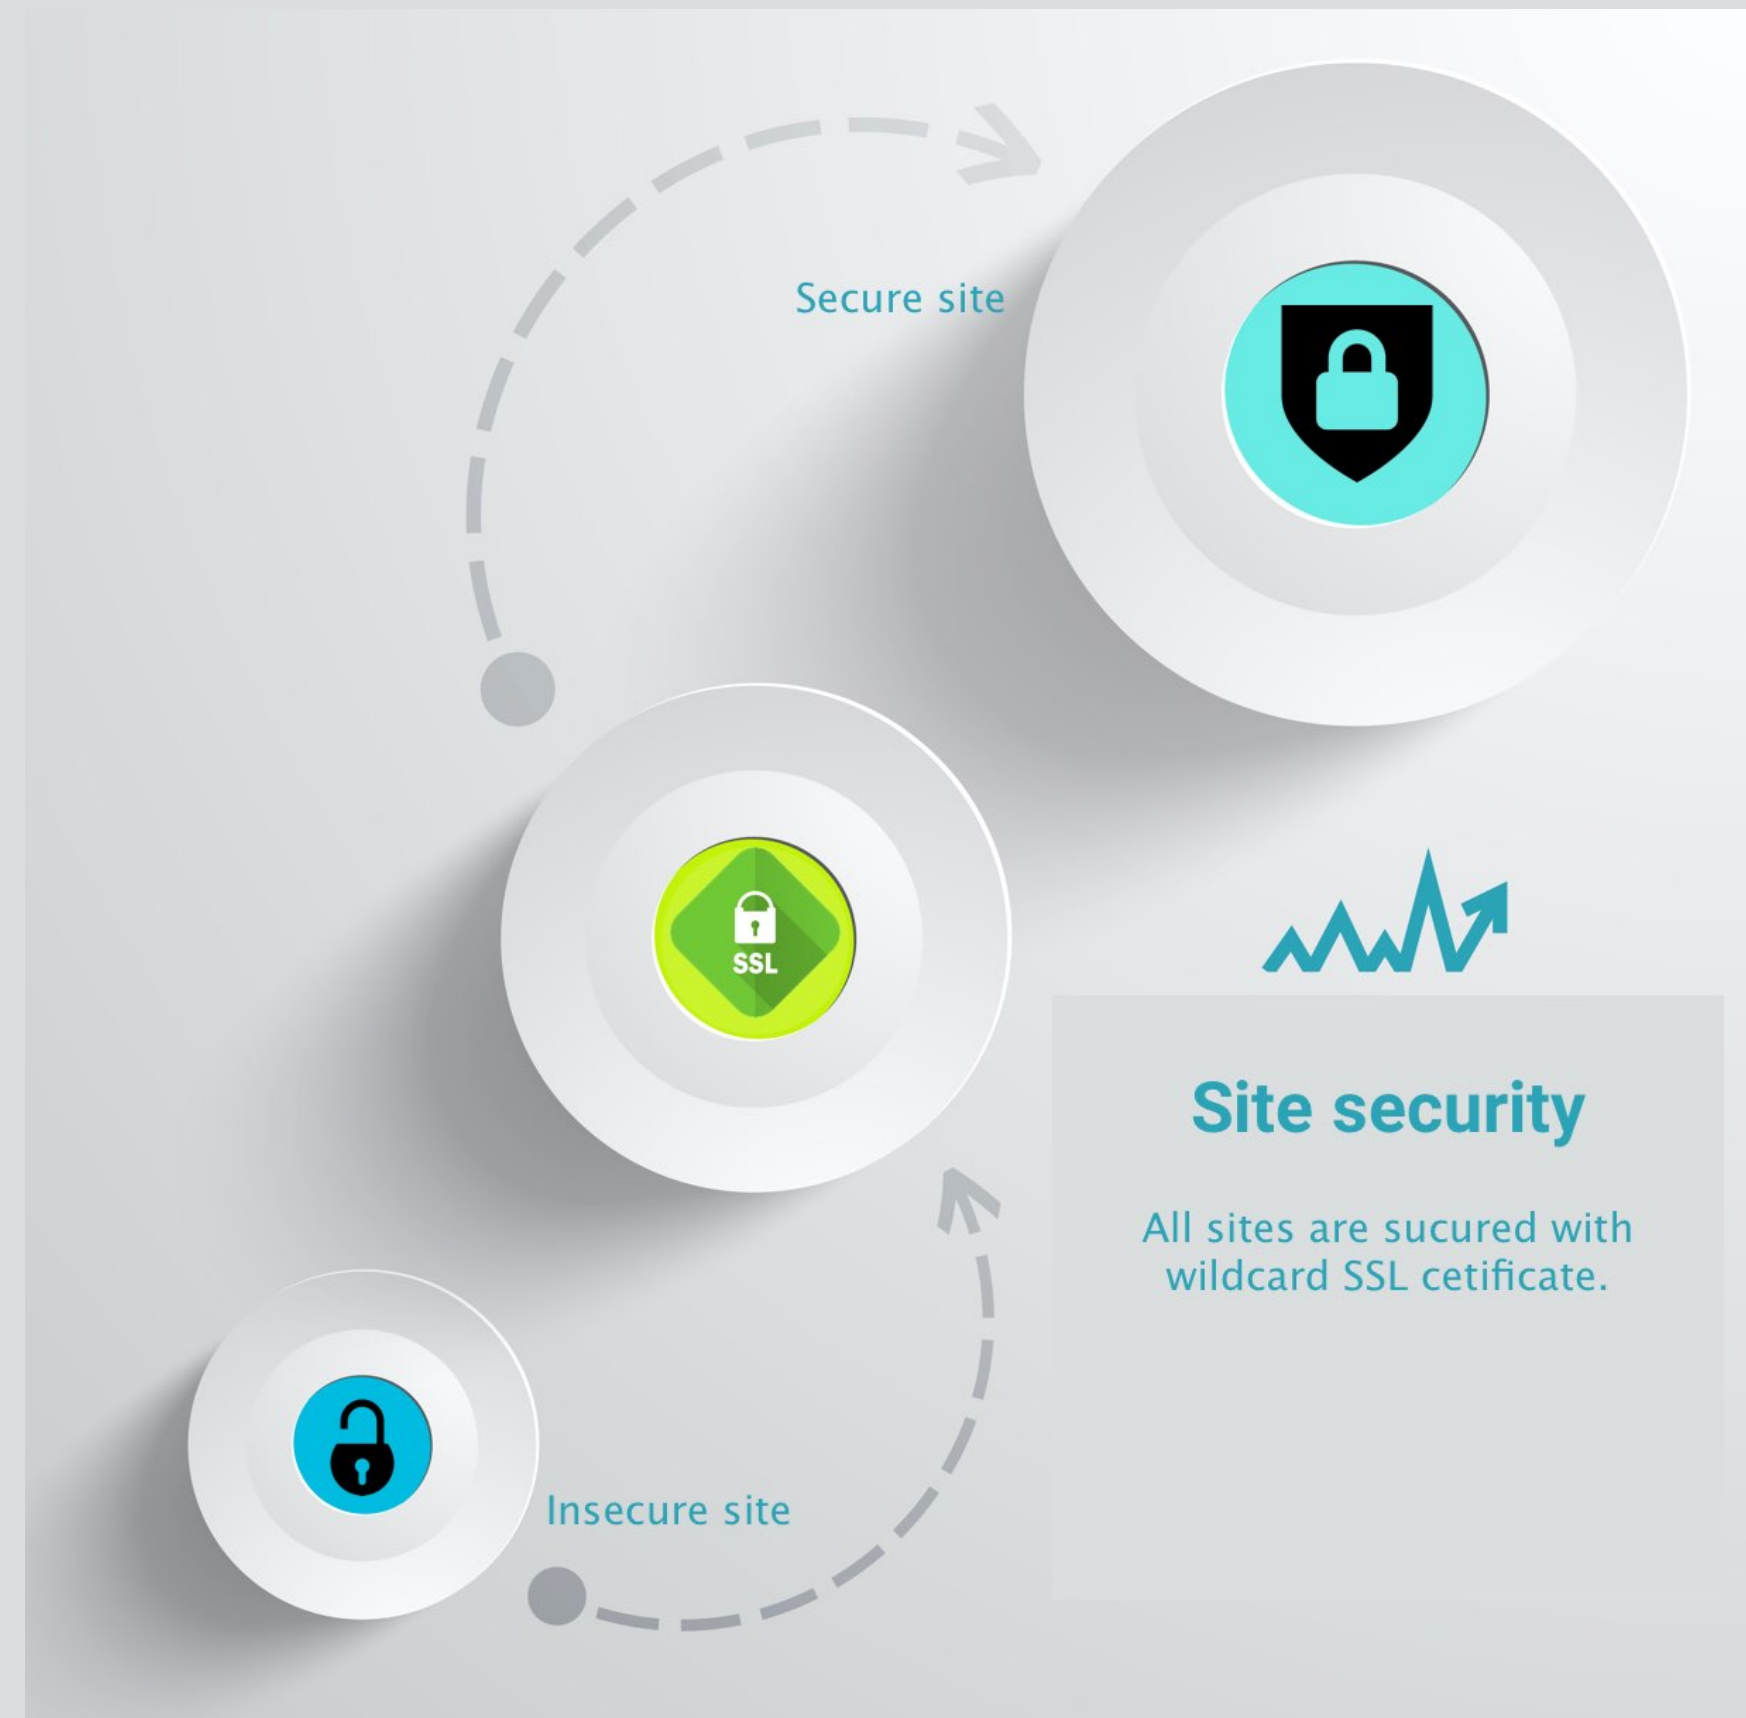 Secure site
SSL
Site security
All sites are sucured with
wildcard SSL cetificate.
Insecure site